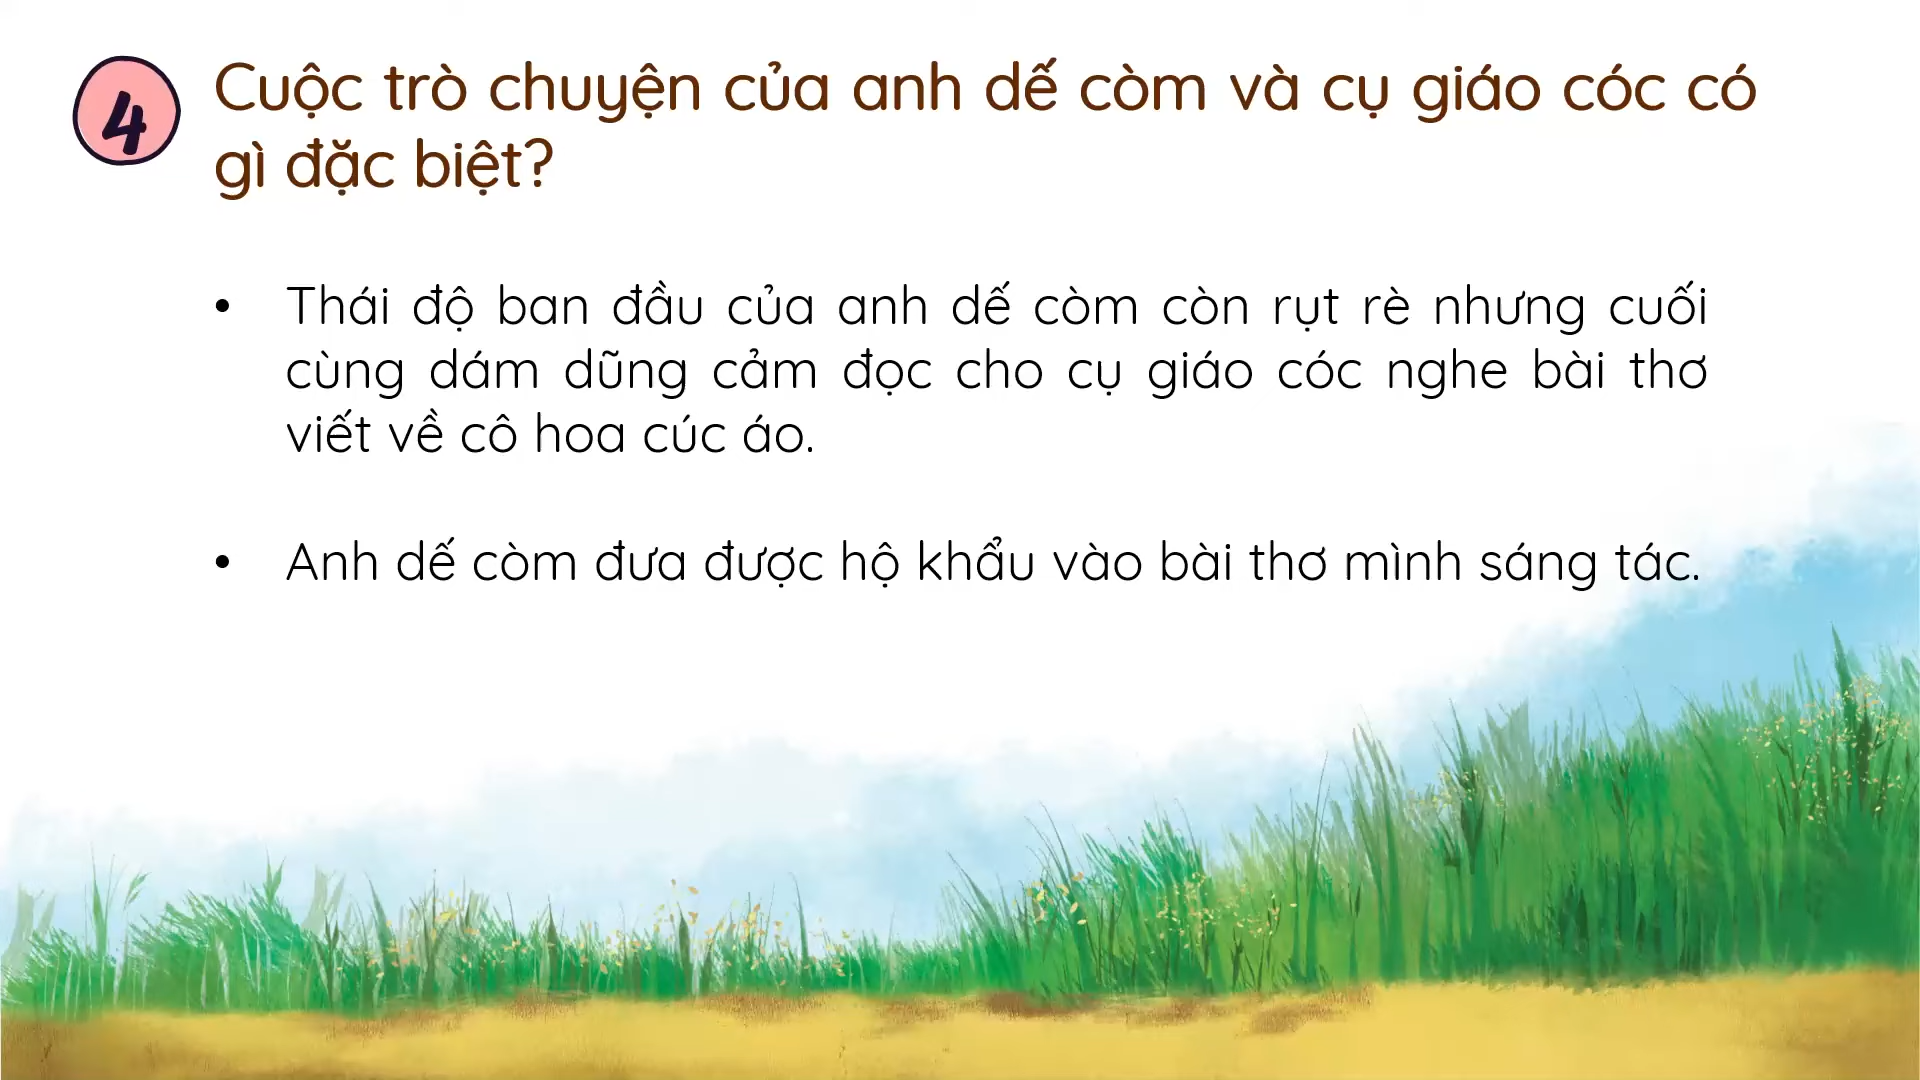 4
Cuộc trò chuyện của anh dế còm và cụ giáo cóc có
gì đặc biệt?
• Thái độ ban đầu của anh dế còm còn rụt rè nhưng cuối
cùng dám dũng cảm đọc cho cụ giáo cóc nghe bài thơ
viết về cô hoa cúc áo.
• Anh dế còm đưa được hộ khẩu vào bài thơ mình sáng tác.